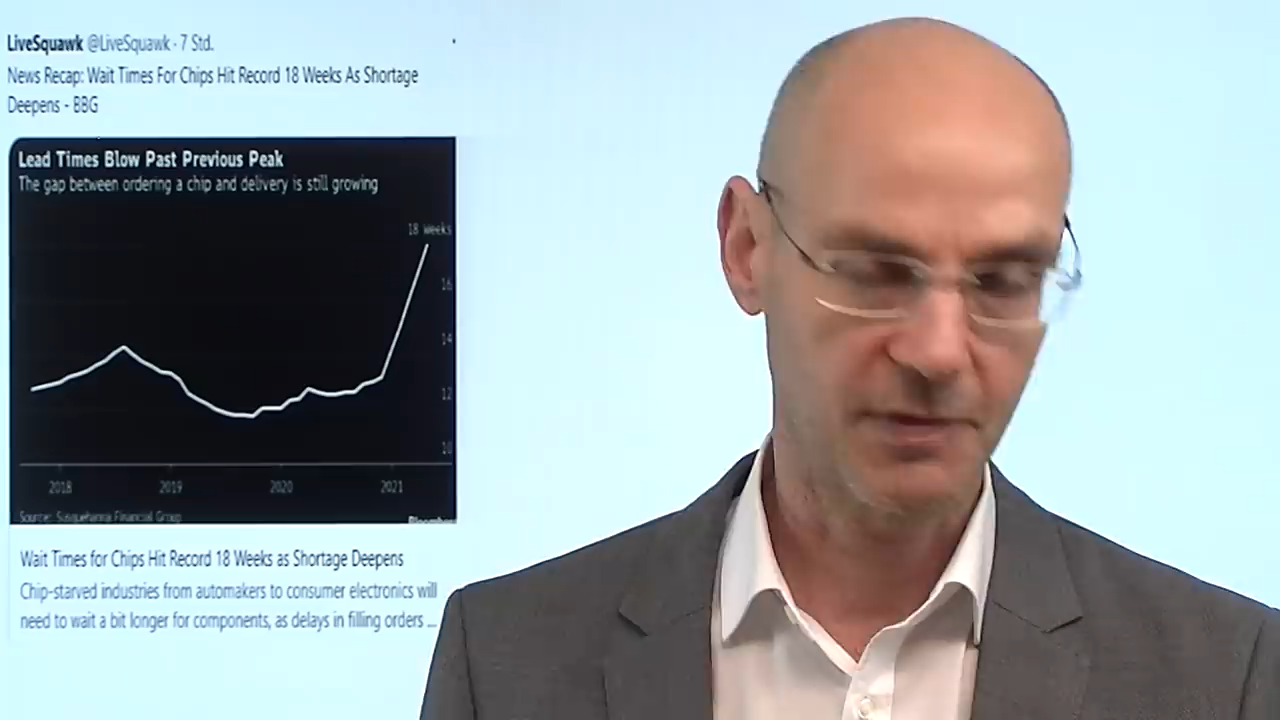 LiveSquawk @LiveSquawk · 7 Std.
News Recap: Wait Times For Chips Hit Record 18 Weeks As Shortage
Deepens - BBG
Lead Times Blow Past Previous Peak
The gap between ordering a chip and delivery is still growing
18 Weeks
16
14
12
10
2018 2019 2020 2021
Source: Susquehanna Financial Group
Bloomberg
Wait Times for Chips Hit Record 18 Weeks as Shortage Deepens
Chip-starved industries from automakers to consumer electronics will
need to wait a bit longer for components, as delays in filling orders ...